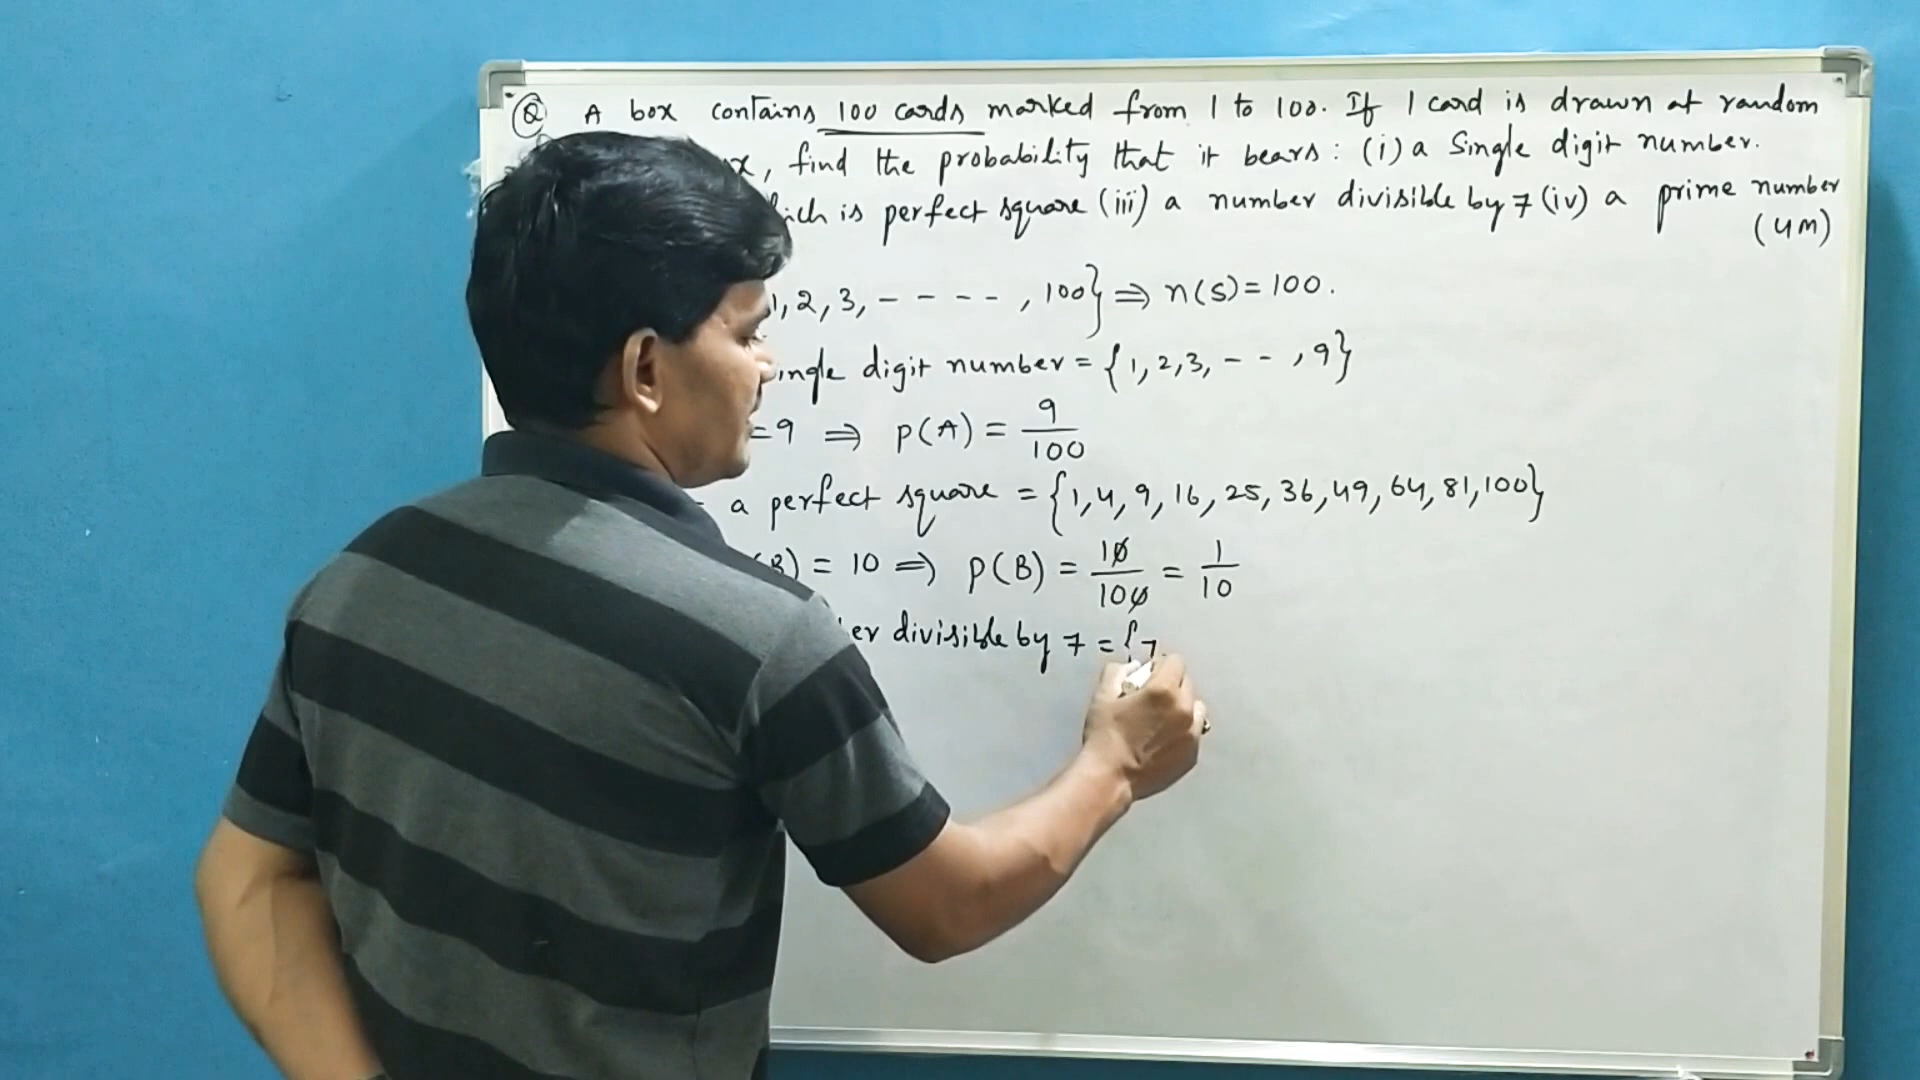 Q A box contains 100 cards marked from 1 to 100. If 1 card is drawn at random
x, find the probability that it bears: (i) a single digit number.
hich is perfect square (iii) a number divisible by 7 (iv) a prime number
(4M)
1, 2, 3, - - - - , 100} ⇒ n(S) = 100.
ingle digit number = {1, 2, 3, - - , 9}
=9 ⇒ P(A) = 9/100
a perfect square = {1, 4, 9, 16, 25, 36, 49, 64, 81, 100}
(B) = 10 ⇒ P(B) = 10/100 = 1/10
er divisible by 7 = {7,